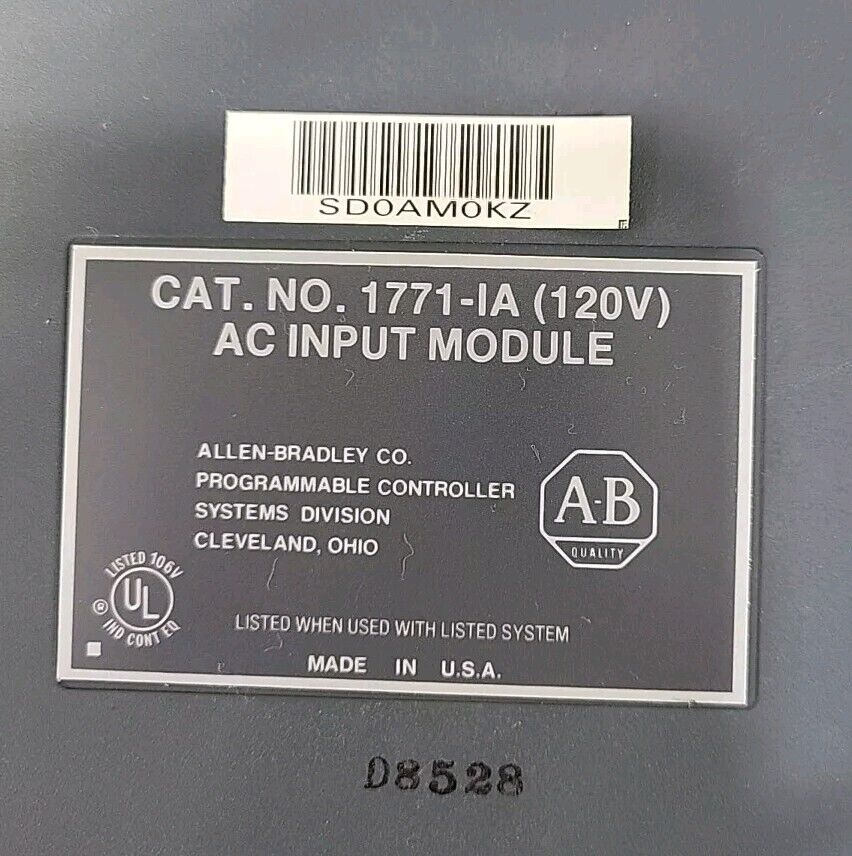 SD0AM0KZ
CAT. NO. 1771-IA (120V)
AC INPUT MODULE
ALLEN-BRADLEY CO.
PROGRAMMABLE CONTROLLER
SYSTEMS DIVISION
CLEVELAND, OHIO
A-B
QUALITY
LISTED 106V
UL
®
IND CONT EQ
LISTED WHEN USED WITH LISTED SYSTEM
MADE IN U.S.A.
D8528